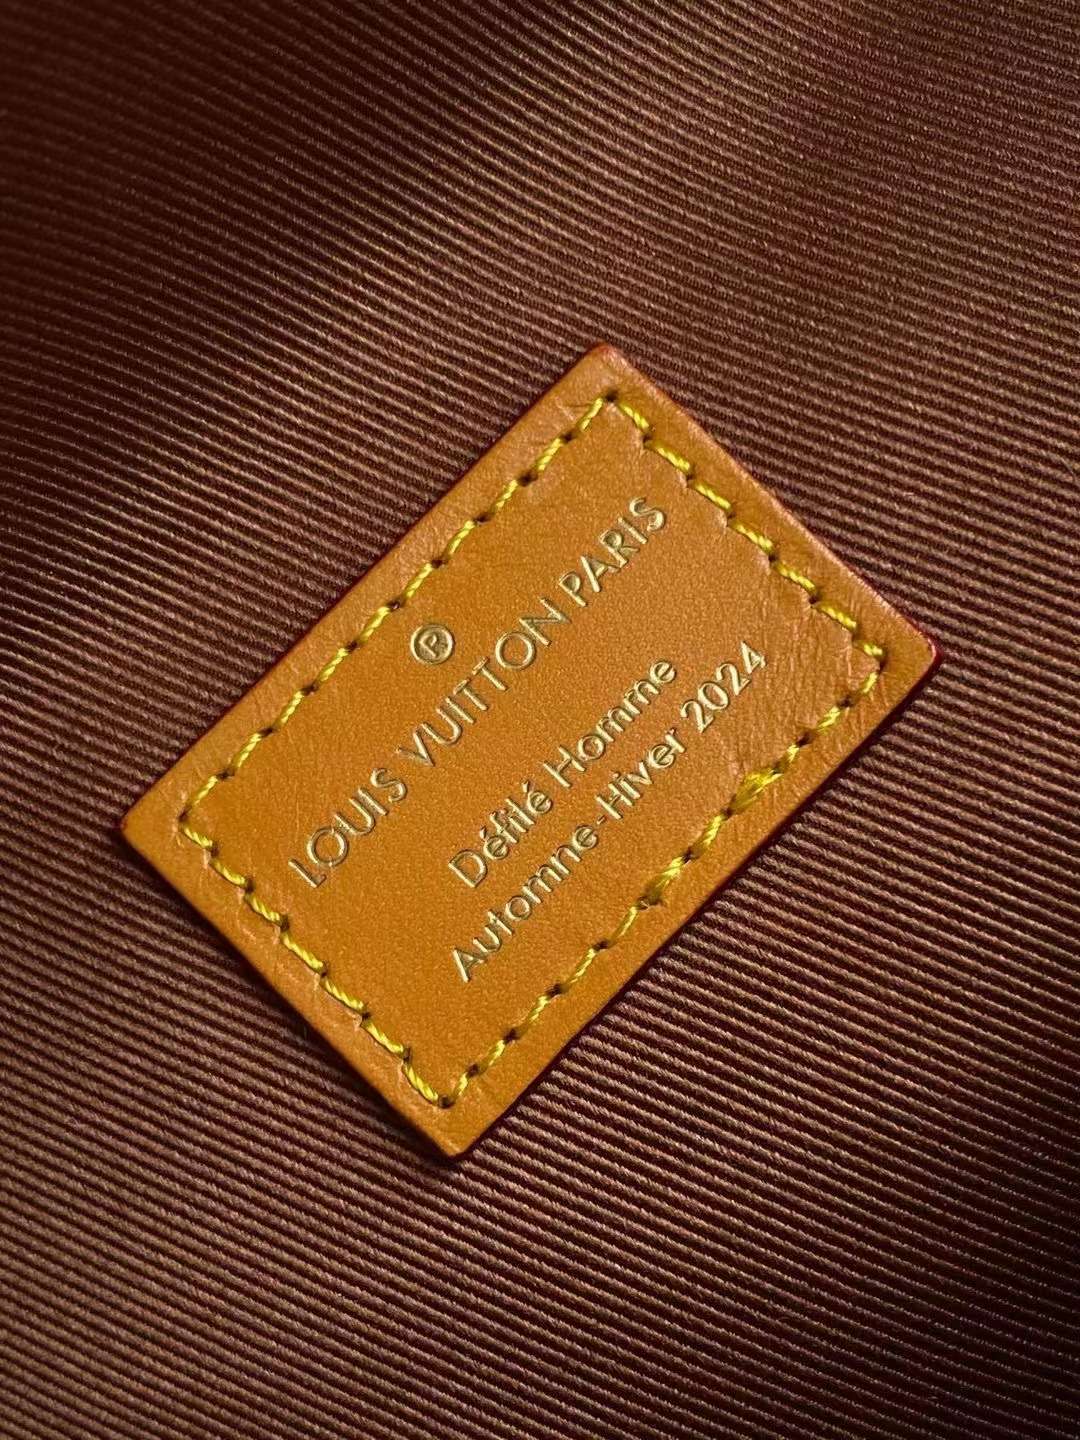 ®
LOUIS VUITTON PARIS
Défilé Homme
Automne-Hiver 2024